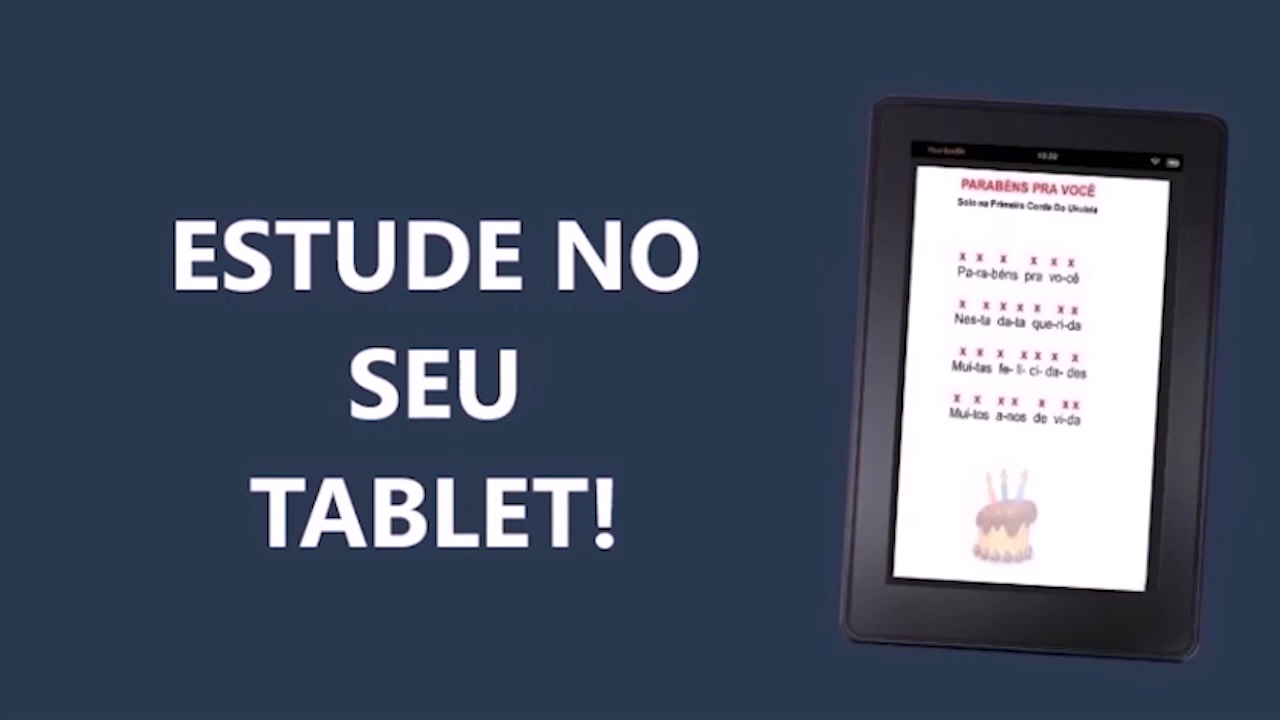 ESTUDE NO
SEU
TABLET!
PARABÉNS PRA VOCÊ
Solo na Primeira Corda Do Ukulele
x x x x x x
Pa-ra-béns pra vo-cê
x x x x x x x
Nes-ta da-ta que-ri-da
x x x x x x x
Mui-tas fe- li- ci- da- des
x x x x x x x
Mui-tos a-nos de vi-da